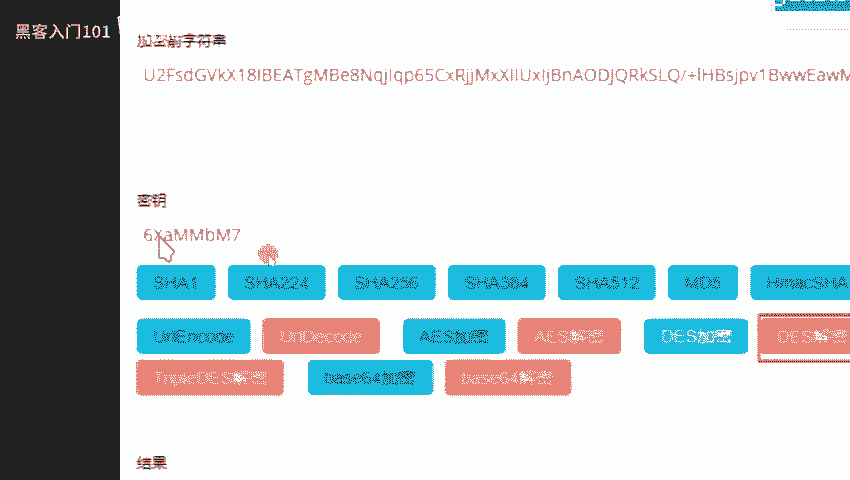 黑客入门101
加密前字符串
U2FsdGVkX18IBEATgMBe8NqjIqp65CxRjjMxXIIUxIjBnAODJQRkSLQ/+IHBsjpv1BwwEawM
密钥
6XaMMbM7
SHA1 SHA224 SHA256 SHA384 SHA512 MD5 HmacSHA
UrlEncode UrlDecode AES加密 AES解密 DES加密 DES解密
TripleDES解密 base64加密 base64解密
结果